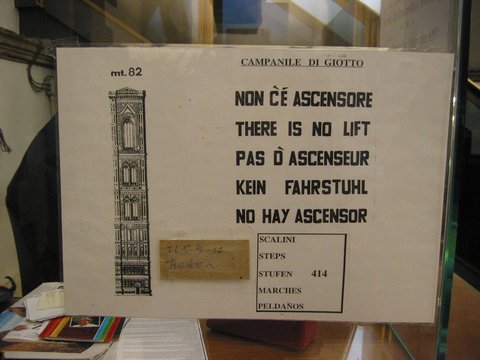 mt. 82
CAMPANILE DI GIOTTO
NON C'É ASCENSORE
THERE IS NO LIFT
PAS D'ASCENSEUR
KEIN FAHRSTUHL
NO HAY ASCENSOR
SCALINI
STEPS
STUFEN 414
MARCHES
PELDAÑOS